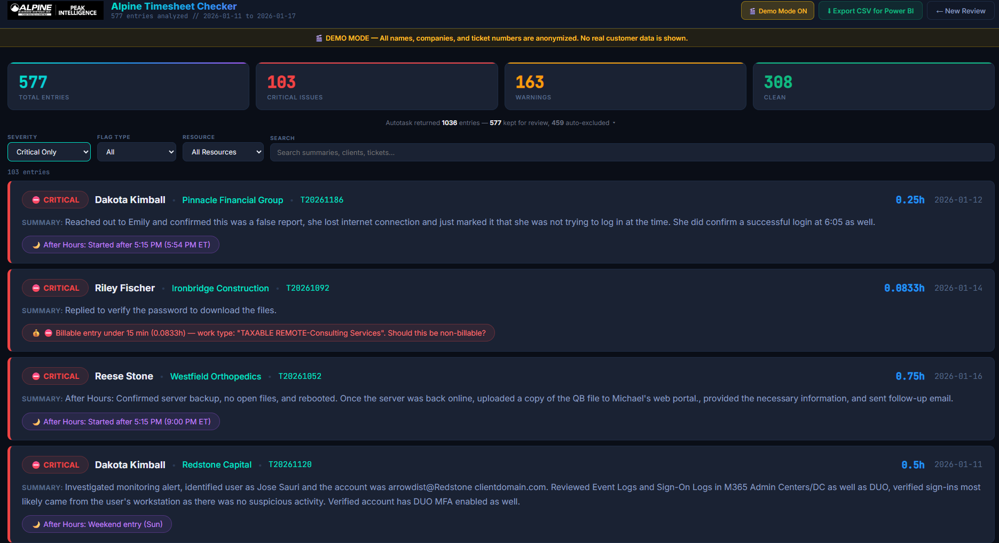 ALPINE
BUSINESS SYSTEMS, INC.
PEAK
INTELLIGENCE
Alpine Timesheet Checker
577 entries analyzed // 2026-01-11 to 2026-01-17
Demo Mode ON
⬇ Export CSV for Power BI
← New Review
DEMO MODE — All names, companies, and ticket numbers are anonymized. No real customer data is shown.
577
TOTAL ENTRIES
103
CRITICAL ISSUES
163
WARNINGS
308
CLEAN
Autotask returned 1036 entries — 577 kept for review, 459 auto-excluded ▾
SEVERITY
FLAG TYPE
RESOURCE
SEARCH
Critical Only
All
All Resources
Search summaries, clients, tickets...
103 entries
CRITICAL Dakota Kimball • Pinnacle Financial Group • T20261186 0.25h 2026-01-12
SUMMARY: Reached out to Emily and confirmed this was a false report, she lost internet connection and just marked it that she was not trying to log in at the time. She did confirm a successful login at 6:05 as well.
After Hours: Started after 5:15 PM (5:54 PM ET)
CRITICAL Riley Fischer • Ironbridge Construction • T20261092 0.0833h 2026-01-14
SUMMARY: Replied to verify the password to download the files.
Billable entry under 15 min (0.0833h) — work type: "TAXABLE REMOTE-Consulting Services". Should this be non-billable?
CRITICAL Reese Stone • Westfield Orthopedics • T20261052 0.75h 2026-01-16
SUMMARY: After Hours: Confirmed server backup, no open files, and rebooted. Once the server was back online, uploaded a copy of the QB file to Michael's web portal., provided the necessary information, and sent follow-up email.
After Hours: Started after 5:15 PM (9:00 PM ET)
CRITICAL Dakota Kimball • Redstone Capital • T20261120 0.5h 2026-01-11
SUMMARY: Investigated monitoring alert, identified user as Jose Sauri and the account was arrowdist@Redstone clientdomain.com. Reviewed Event Logs and Sign-On Logs in M365 Admin Centers/DC as well as DUO, verified sign-ins most
likely came from the user's workstation as there was no suspicious activity. Verified account has DUO MFA enabled as well.
After Hours: Weekend entry (Sun)